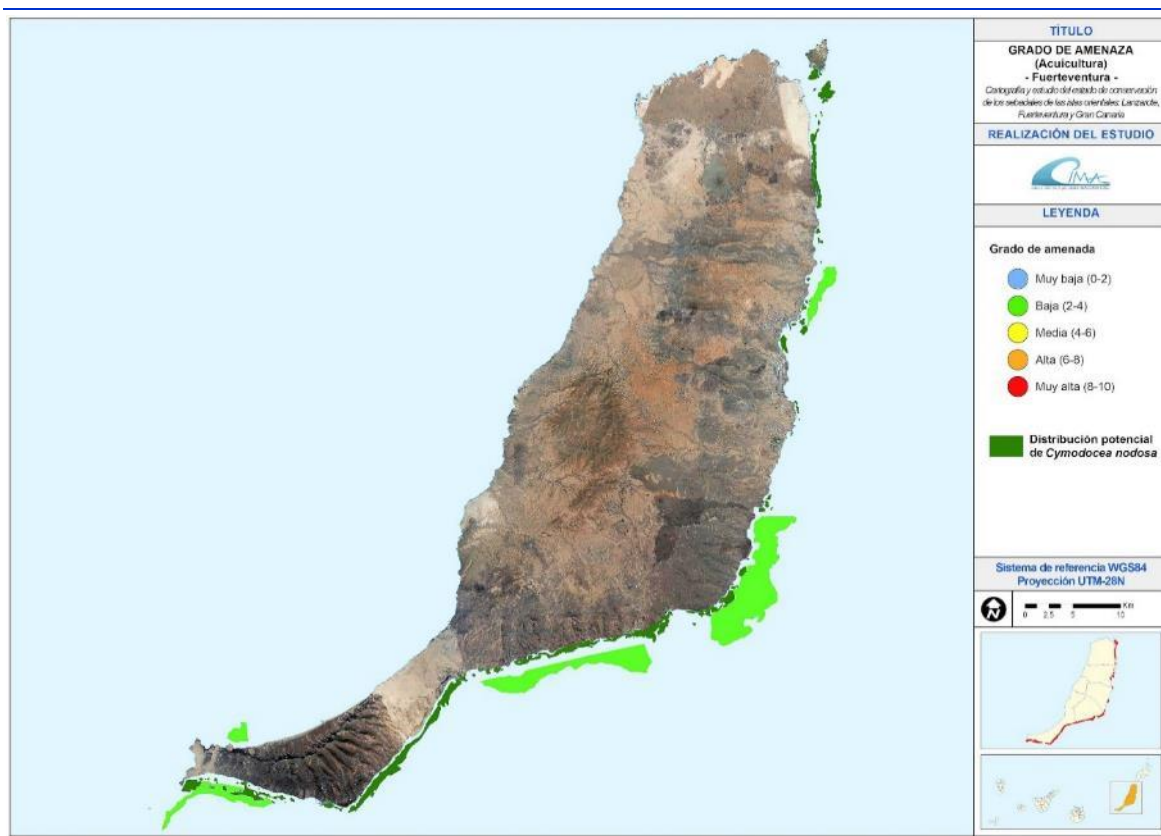 TÍTULO
GRADO DE AMENAZA
(Acuicultura)
- Fuerteventura -
Cartografía y estudio del estado de conservación
de los sebadales de las islas orientales: Lanzarote,
Fuerteventura y Gran Canaria
REALIZACIÓN DEL ESTUDIO
CIMA
LEYENDA
Grado de amenada
Muy baja (0-2)
Baja (2-4)
Media (4-6)
Alta (6-8)
Muy alta (8-10)
Distribución potencial
de Cymodocea nodosa
Sistema de referencia WGS84
Proyección UTM-28N
N
Km
0 2.5 5 10